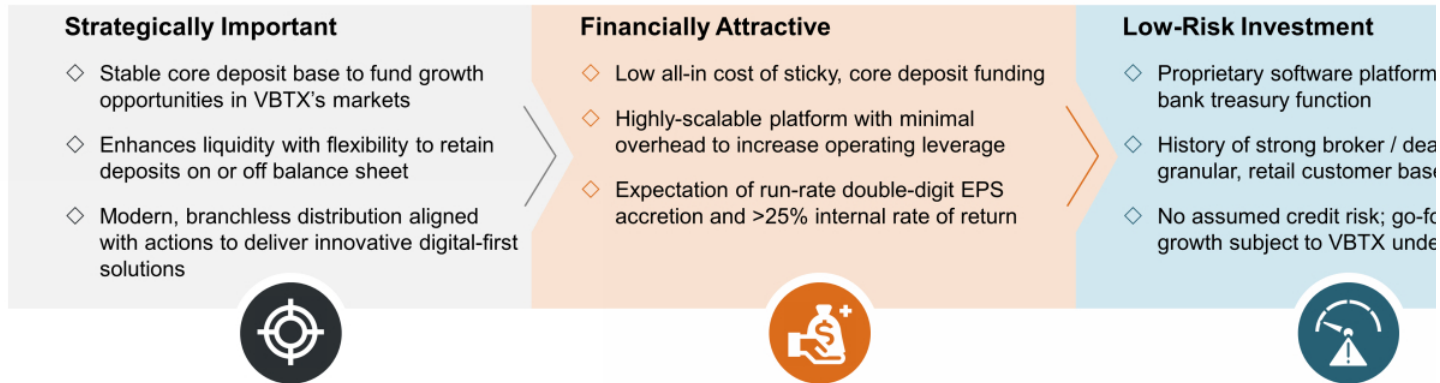 Strategically Important
◇ Stable core deposit base to fund growth
opportunities in VBTX's markets
◇ Enhances liquidity with flexibility to retain
deposits on or off balance sheet
◇ Modern, branchless distribution aligned
with actions to deliver innovative digital-first
solutions
Financially Attractive
◇ Low all-in cost of sticky, core deposit funding
◇ Highly-scalable platform with minimal
overhead to increase operating leverage
◇ Expectation of run-rate double-digit EPS
accretion and >25% internal rate of return
Low-Risk Investment
◇ Proprietary software platform
bank treasury function
◇ History of strong broker /
granular, retail customer base
◇ No assumed credit risk;
growth subject to VBTX